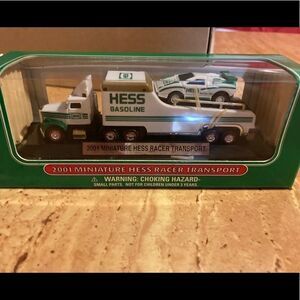 HESS
GASOLINE
HESS
2001 MINIATURE HESS RACER TRANSPORT
2001 MINIATURE HESS RACER TRANSPORT
WARNING: CHOKING HAZARD-
SMALL PARTS. NOT FOR CHILDREN UNDER 3 YEARS.